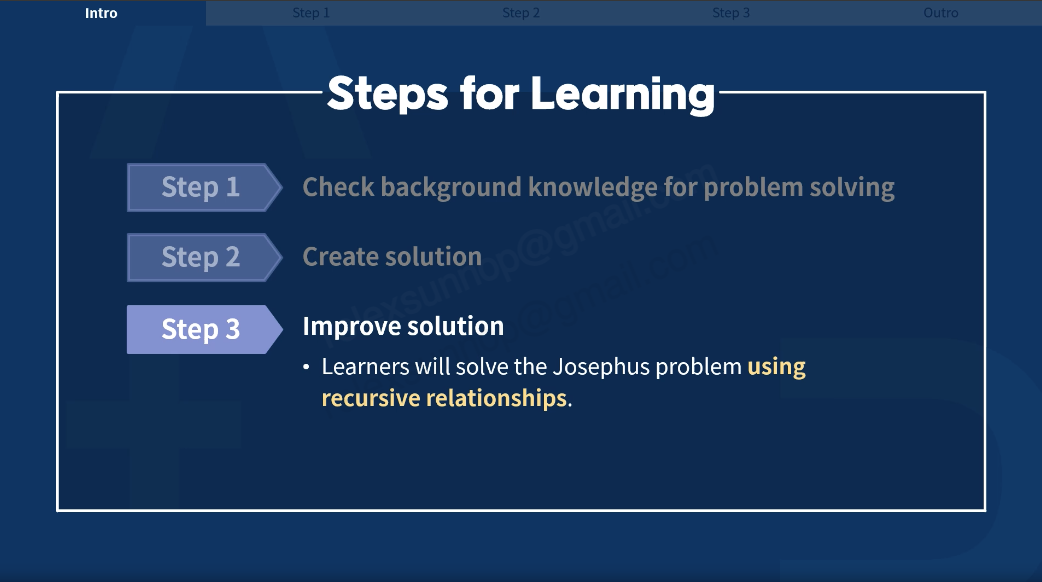 Intro
Step 1
Step 2
Step 3
Outro
Steps for Learning
Step 1
Check background knowledge for problem solving
Step 2
Create solution
Step 3
Improve solution
• Learners will solve the Josephus problem using
recursive relationships.